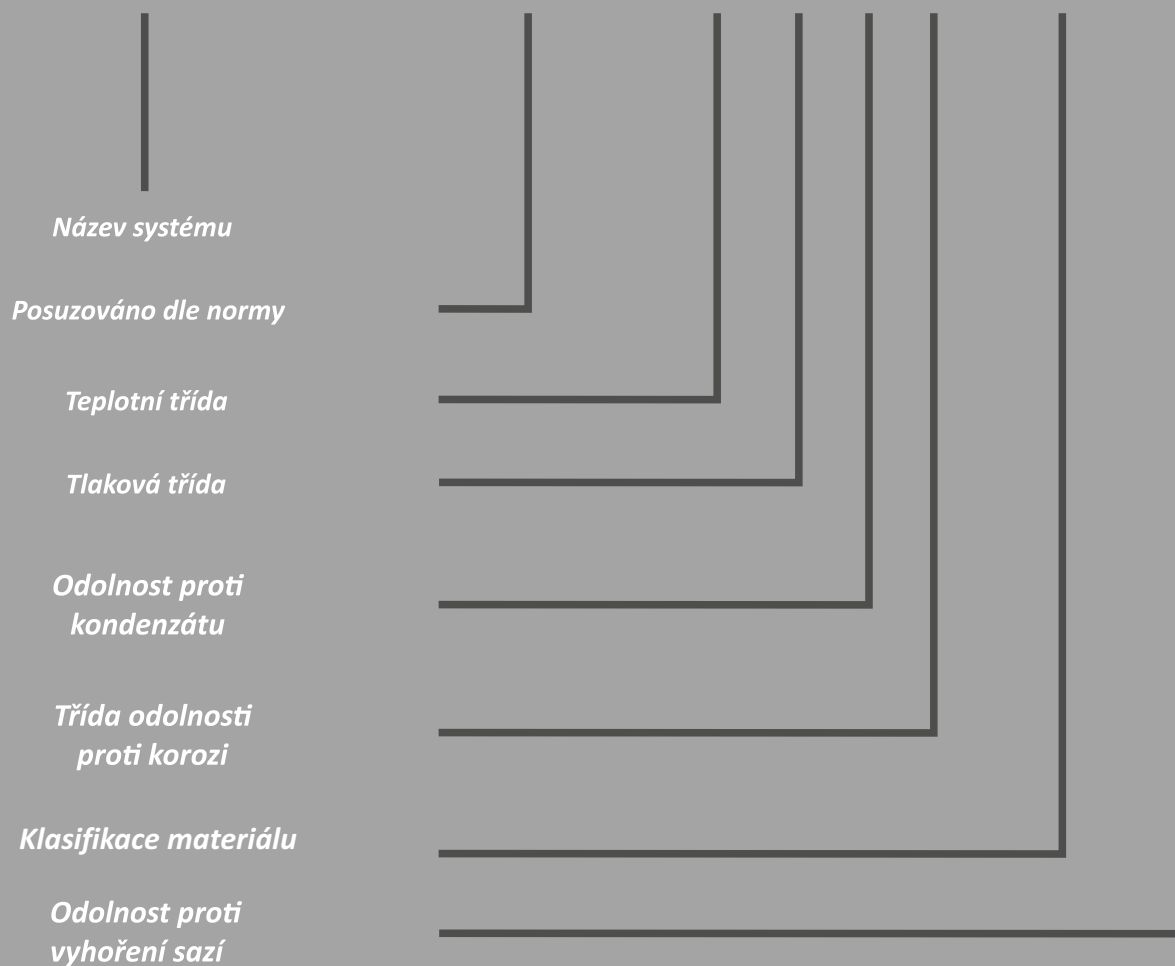 Název systému
Posuzováno dle normy
Teplotní třída
Tlaková třída
Odolnost proti
kondenzátu
Třída odolnosti
proti korozi
Klasifikace materiálu
Odolnost proti
vyhoření sazí